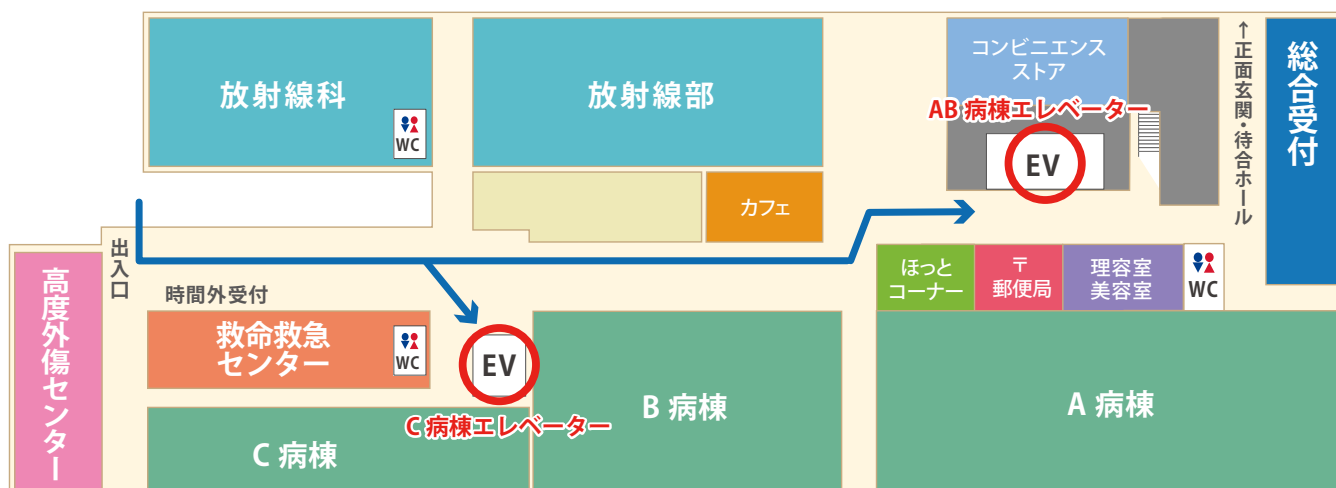 放射線科
WC
放射線部
カフェ
コンビニエンス
ストア
AB 病棟エレベーター
EV
↑正面玄関・待合ホール
総合受付
出入口
高度外傷センター
時間外受付
救命救急
センター
WC
EV
C 病棟エレベーター
C 病棟
B 病棟
ほっと
コーナー
〒
郵便局
理容室
美容室
WC
A 病棟